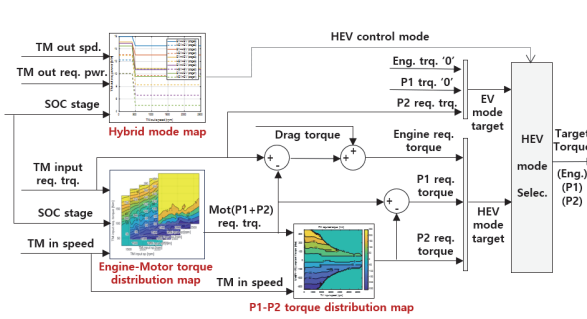 HEV control mode
TM out spd.
TM out req. pwr.
SOC stage
Hybrid mode map
Eng. trq. ‘0’
P1 trq. ‘0’
P2 req. trq.
EV
mode
target
HEV
mode
Selec.
Target
Torque
(Eng.)
(P1)
(P2)
Drag torque
Engine req.
torque
+
-
+
+
TM input
req. trq.
SOC stage
TM in speed
Engine-Motor torque
distribution map
Mot(P1+P2)
req. trq.
P1 req.
torque
+
-
HEV
mode
target
P2 req.
torque
TM in speed
P1-P2 torque distribution map